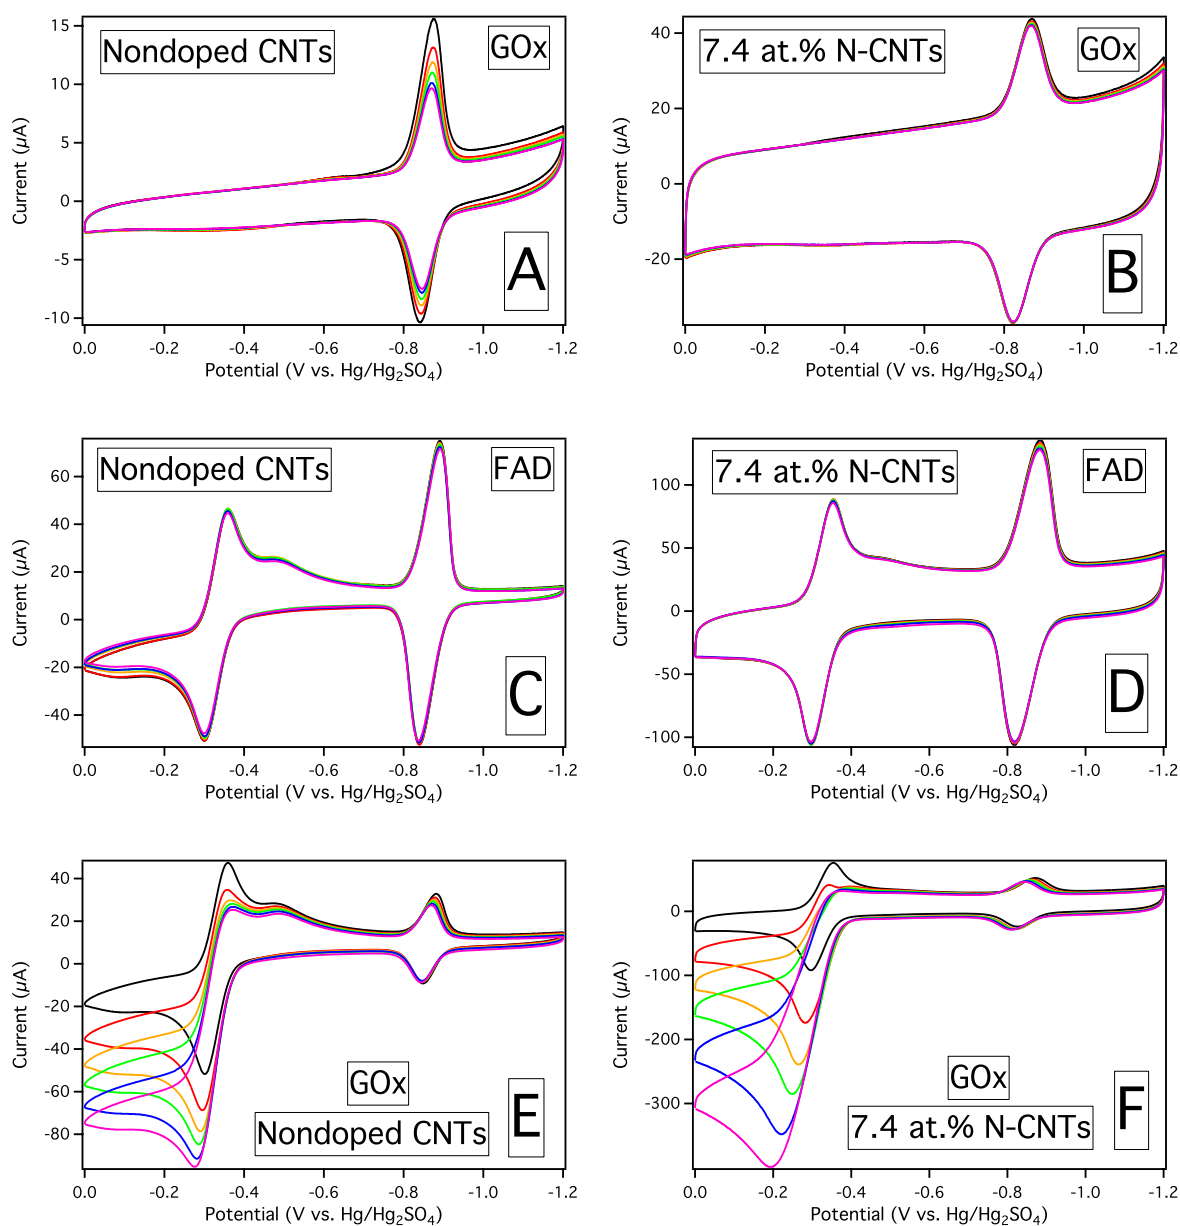 Nondoped CNTs
GOx
A
15
10
5
0
-5
-10
Current (µA)
0.0 -0.2 -0.4 -0.6 -0.8 -1.0 -1.2
Potential (V vs. Hg/Hg₂SO₄)
7.4 at.% N-CNTs
GOx
B
40
20
0
-20
Current (µA)
0.0 -0.2 -0.4 -0.6 -0.8 -1.0 -1.2
Potential (V vs. Hg/Hg₂SO₄)
Nondoped CNTs
FAD
C
60
40
20
0
-20
-40
Current (µA)
0.0 -0.2 -0.4 -0.6 -0.8 -1.0 -1.2
Potential (V vs. Hg/Hg₂SO₄)
7.4 at.% N-CNTs
FAD
D
100
50
0
-50
-100
Current (µA)
0.0 -0.2 -0.4 -0.6 -0.8 -1.0 -1.2
Potential (V vs. Hg/Hg₂SO₄)
40
20
0
-20
-40
-60
-80
Current (µA)
GOx
Nondoped CNTs
E
0.0 -0.2 -0.4 -0.6 -0.8 -1.0 -1.2
Potential (V vs. Hg/Hg₂SO₄)
0
-100
-200
-300
Current (µA)
GOx
7.4 at.% N-CNTs
F
0.0 -0.2 -0.4 -0.6 -0.8 -1.0 -1.2
Potential (V vs. Hg/Hg₂SO₄)